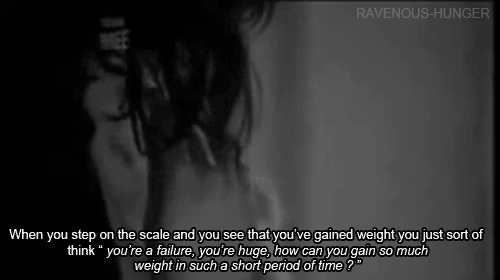 RAVENOUS-HUNGER
When you step on the scale and you see that you've gained weight you just sort of
think “ you're a failure, you're huge, how can you gain so much
weight in such a short period of time ? ”